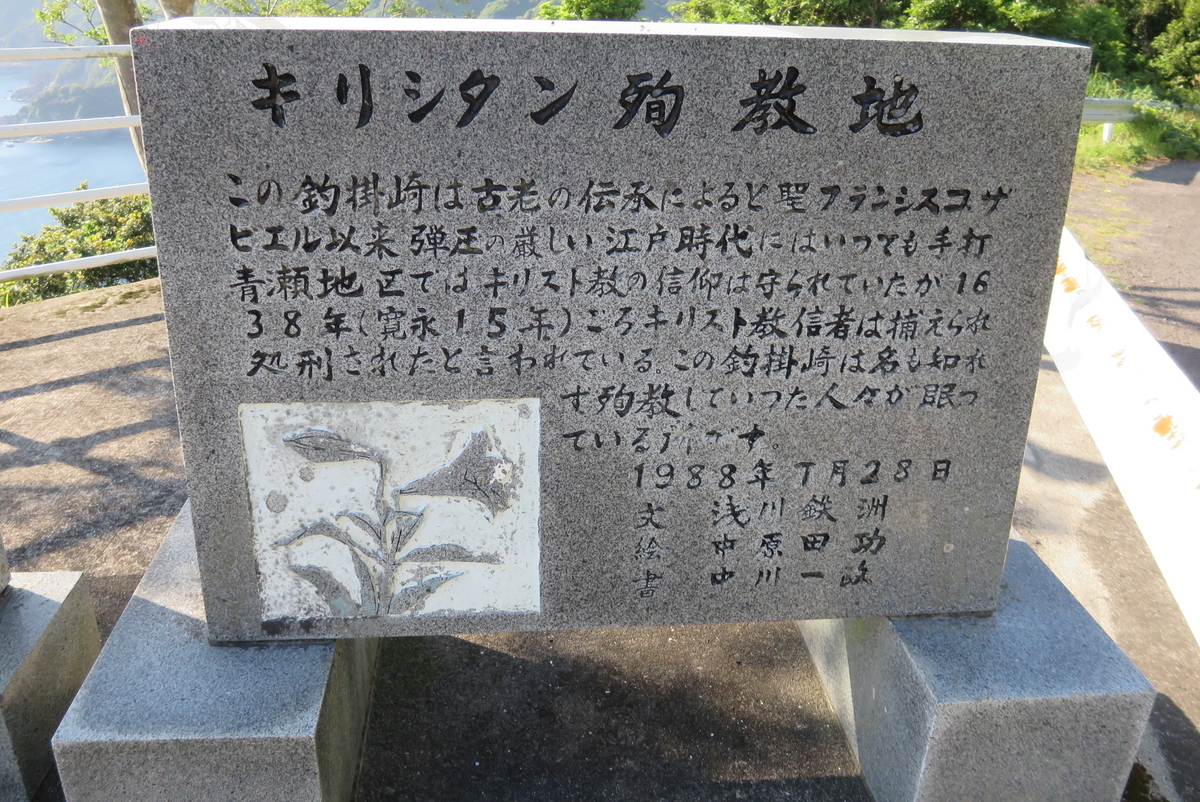 キリシタン殉教地
この釣掛崎は古老の伝承によると聖フランシスコザ
ビエル以来弾圧の厳しい江戸時代にはいつでも手打
青瀬地区ではキリスト教の信仰は守られていたが16
38年(寛永15年)ごろキリスト教信者は捕えられ
処刑されたと言われている。この釣掛崎は名も知れ
ず殉教していった人々が眠っ
ている所です。
1988年7月28日
文 浅川鉄洲
絵 中原田功
書 中川一政